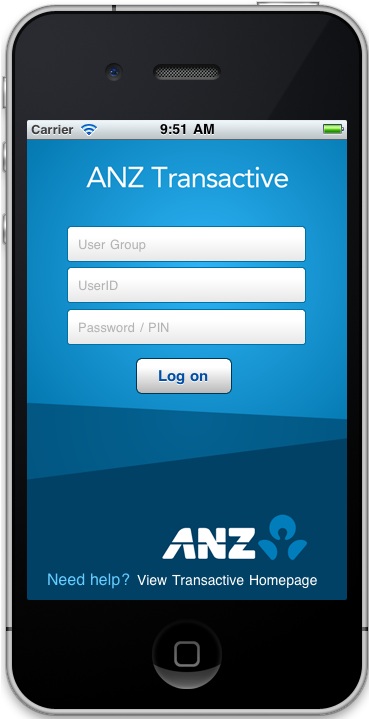 Carrier 9:51 AM
ANZ Transactive
User Group
UserID
Password / PIN
Log on
ANZ
Need help? View Transactive Homepage